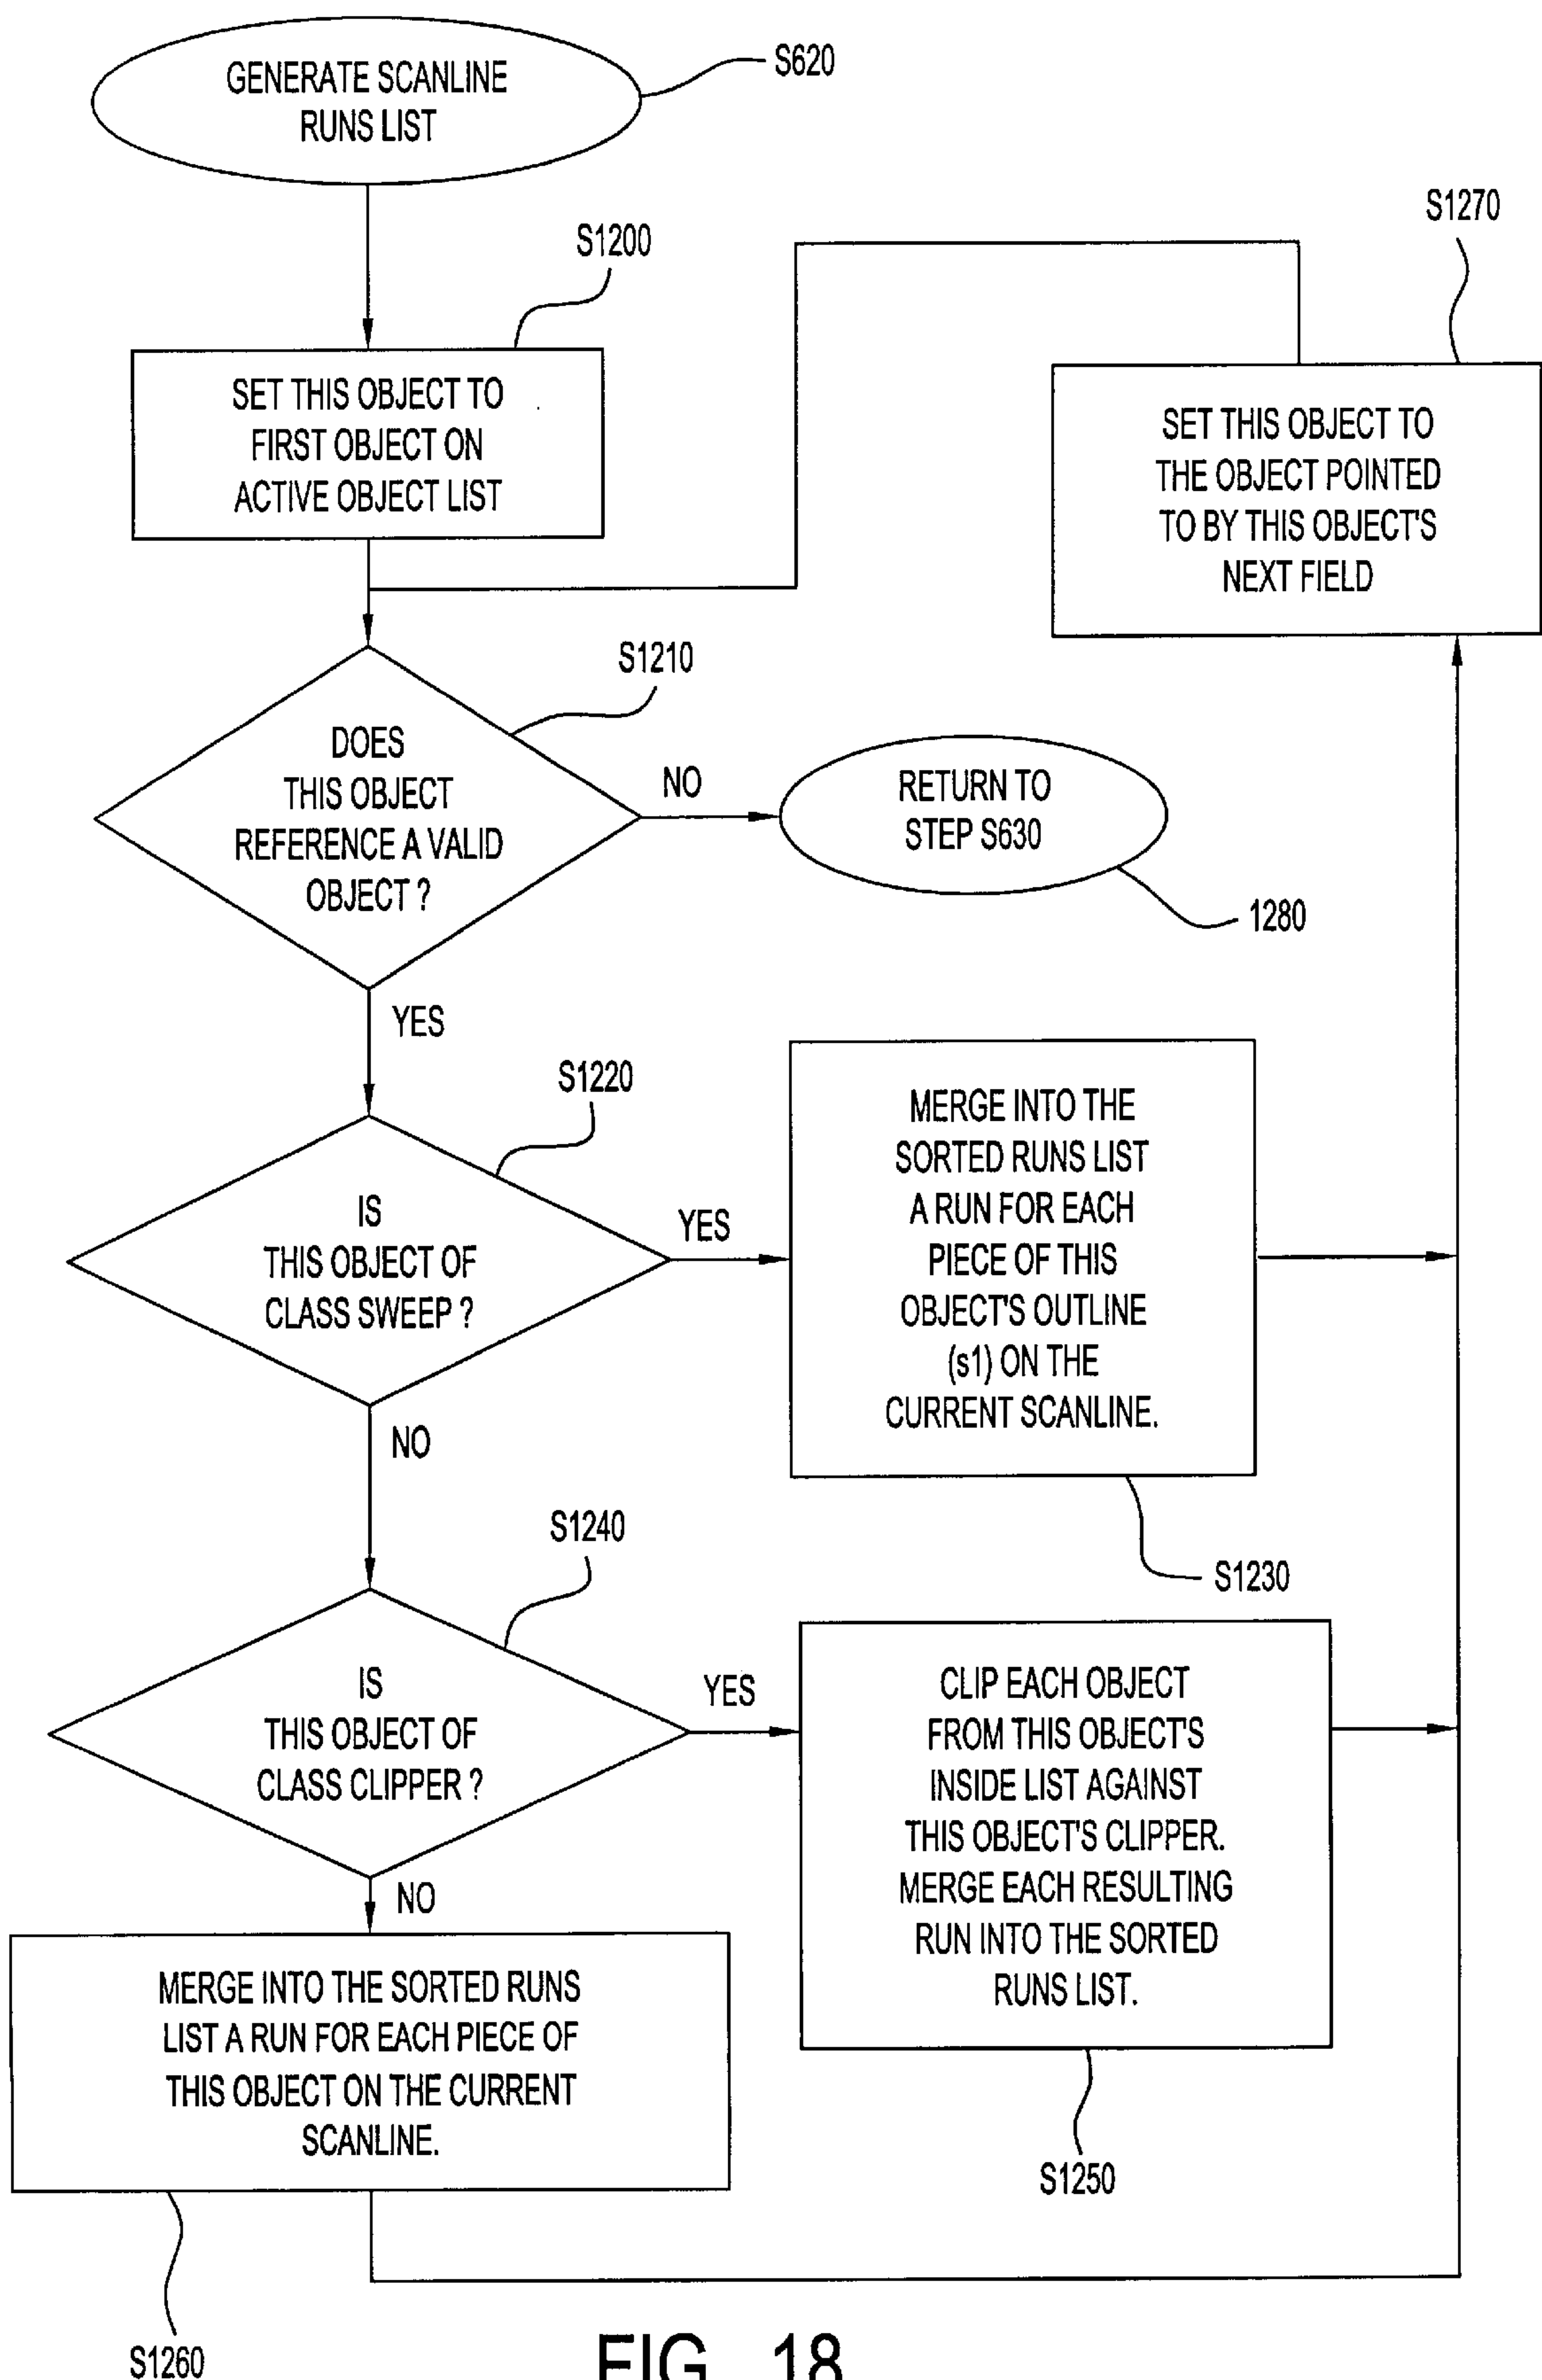 GENERATE SCANLINE
RUNS LIST
S620
S1200
SET THIS OBJECT TO
FIRST OBJECT ON
ACTIVE OBJECT LIST
S1270
SET THIS OBJECT TO
THE OBJECT POINTED
TO BY THIS OBJECT'S
NEXT FIELD
S1210
DOES
THIS OBJECT
REFERENCE A VALID
OBJECT ?
NO
RETURN TO
STEP S630
1280
YES
S1220
IS
THIS OBJECT OF
CLASS SWEEP ?
YES
MERGE INTO THE
SORTED RUNS LIST
A RUN FOR EACH
PIECE OF THIS
OBJECT'S OUTLINE
(s1) ON THE
CURRENT SCANLINE.
S1230
NO
S1240
IS
THIS OBJECT OF
CLASS CLIPPER ?
YES
CLIP EACH OBJECT
FROM THIS OBJECT'S
INSIDE LIST AGAINST
THIS OBJECT'S CLIPPER.
MERGE EACH RESULTING
RUN INTO THE SORTED
RUNS LIST.
S1250
NO
MERGE INTO THE SORTED RUNS
LIST A RUN FOR EACH PIECE OF
THIS OBJECT ON THE CURRENT
SCANLINE.
S1260
FIG. 18